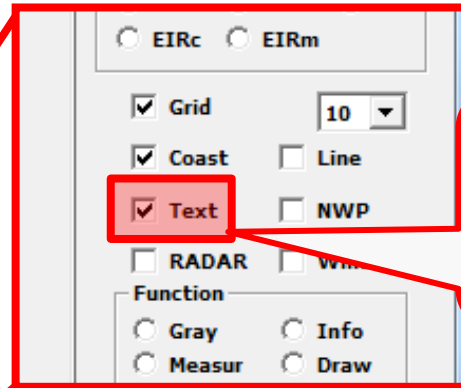 EIRc EIRm
Grid 10
Coast Line
Text NWP
RADAR
Function
Gray Info
Measur Draw